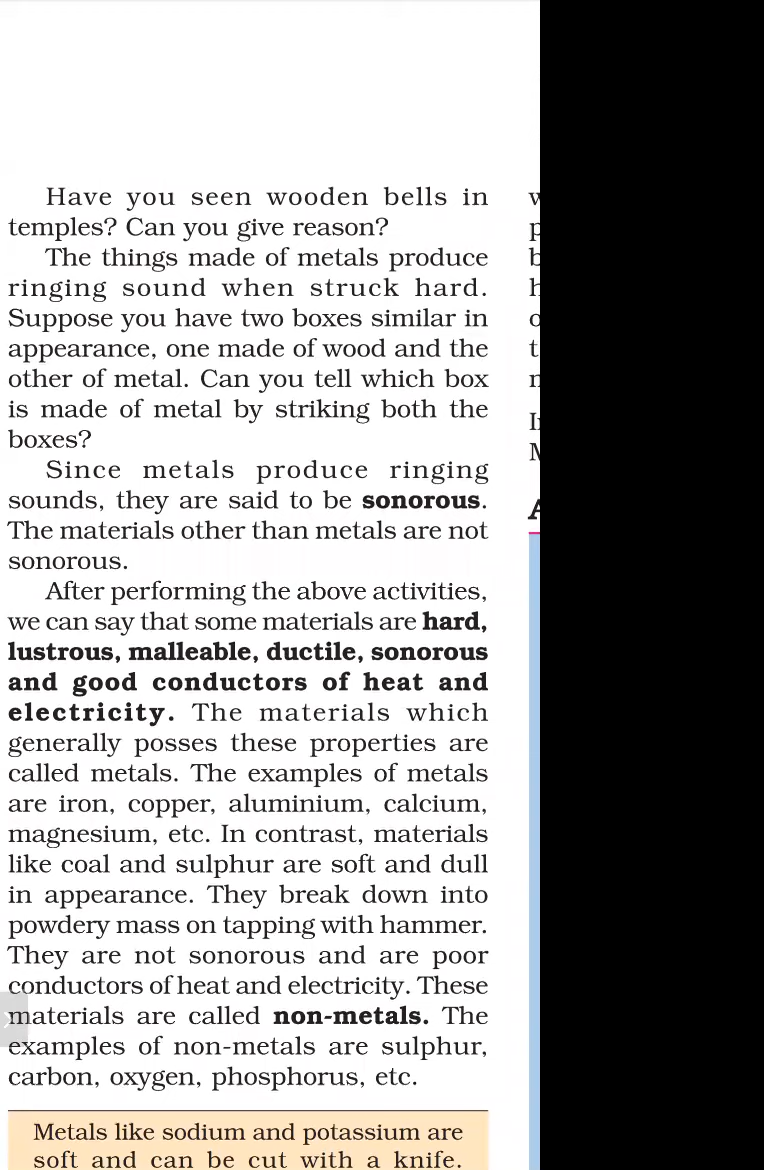 Have you seen wooden bells in
temples? Can you give reason?
The things made of metals produce
ringing sound when struck hard.
Suppose you have two boxes similar in
appearance, one made of wood and the
other of metal. Can you tell which box
is made of metal by striking both the
boxes?
Since metals produce ringing
sounds, they are said to be sonorous.
The materials other than metals are not
sonorous.
After performing the above activities,
we can say that some materials are hard,
lustrous, malleable, ductile, sonorous
and good conductors of heat and
electricity. The materials which
generally posses these properties are
called metals. The examples of metals
are iron, copper, aluminium, calcium,
magnesium, etc. In contrast, materials
like coal and sulphur are soft and dull
in appearance. They break down into
powdery mass on tapping with hammer.
They are not sonorous and are poor
conductors of heat and electricity. These
materials are called non-metals. The
examples of non-metals are sulphur,
carbon, oxygen, phosphorus, etc.
Metals like sodium and potassium are
soft and can be cut with a knife.